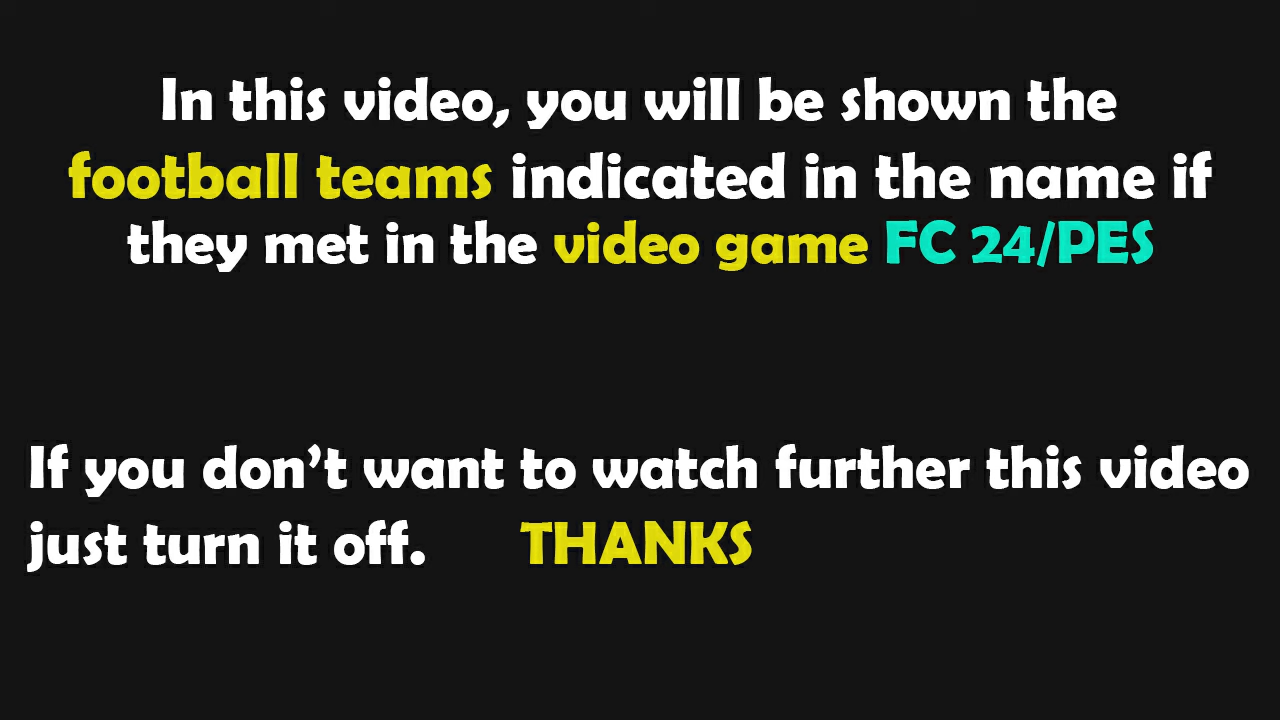 In this video, you will be shown the
football teams indicated in the name if
they met in the video game FC 24/PES
If you don’t want to watch further this video
just turn it off. THANKS